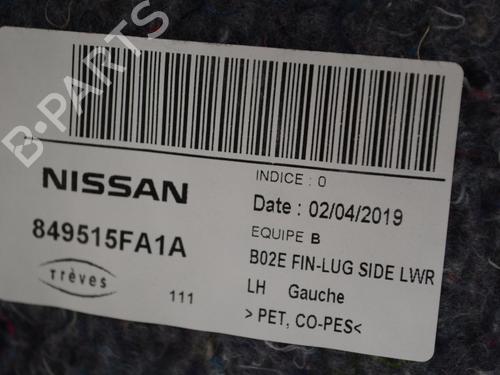 B-PARTS
NISSAN
849515FA1A
Trèves
111
INDICE : 0
Date : 02/04/2019
EQUIPE B
B02E FIN-LUG SIDE LWR
LH Gauche
> PET, CO-PES<